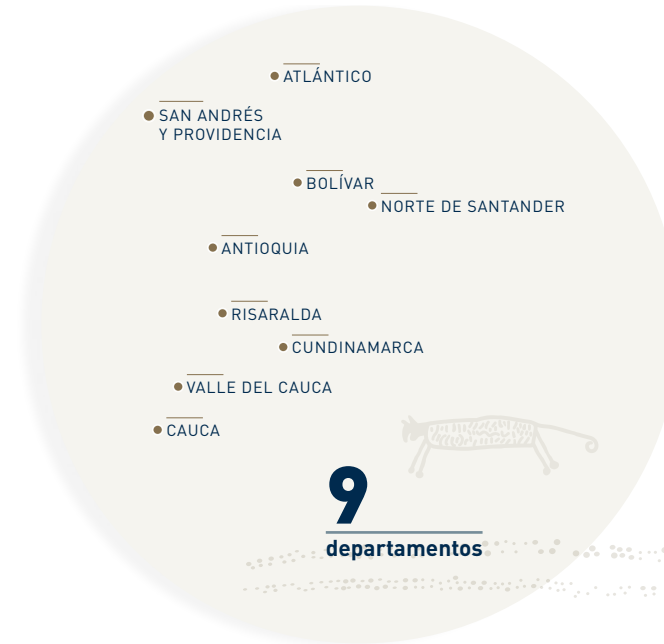 ATLÁNTICO
SAN ANDRÉS
Y PROVIDENCIA
BOLÍVAR
NORTE DE SANTANDER
ANTIOQUIA
RISARALDA
CUNDINAMARCA
VALLE DEL CAUCA
CAUCA
9
departamentos